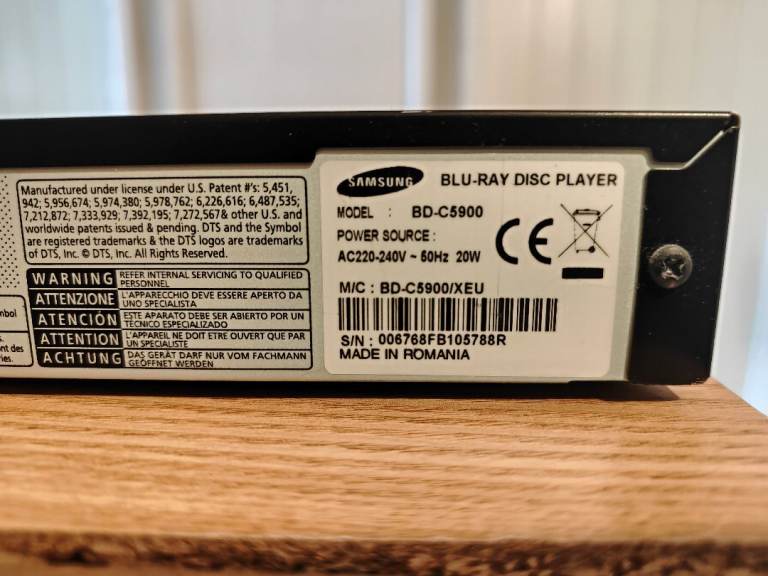 Manufactured under license under U.S. Patent #'s: 5,451,
942; 5,956,674; 5,974,380; 5,978,762; 6,226,616; 6,487,535;
7,212,872; 7,333,929; 7,392,195; 7,272,567 & other U.S. and
worldwide patents issued & pending. DTS and the Symbol
are registered trademarks & the DTS logos are trademarks
of DTS, Inc. © DTS, Inc. All Rights Reserved.
WARNING REFER INTERNAL SERVICING TO QUALIFIED
PERSONNEL
ATTENZIONE L'APPARECCHIO DEVE ESSERE APERTO DA
UNO SPECIALISTA
ATENCIÓN ESTE APARATO DEBE SER ABIERTO POR UN
TECNICO ESPECIALIZADO
ATTENTION L'APPAREIL NE DOIT ETRE OUVERT QUE PAR
UN SPECIALISTE
ACHTUNG DAS GERÄT DARF NUR VOM FACHMANN
GEÖFFNET WERDEN
SAMSUNG BLU-RAY DISC PLAYER
MODEL : BD-C5900
POWER SOURCE :
AC220-240V ~ 50Hz 20W
CE
M/C : BD-C5900/XEU
S/N : 006768FB105788R
MADE IN ROMANIA